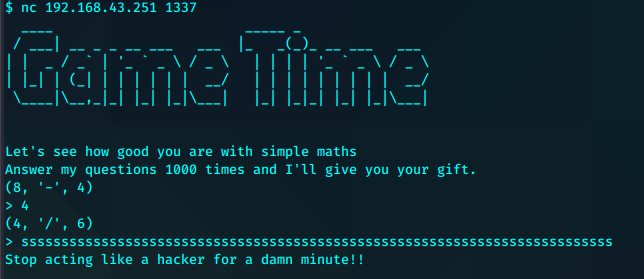 $ nc 192.168.43.251 1337
Game Time
Let's see how good you are with simple maths
Answer my questions 1000 times and I'll give you your gift.
(8, '-', 4)
> 4
(4, '/', 6)
> ssssssssssssssssssssssssssssssssssssssssssssssssssssssssssssssssssssssssss
Stop acting like a hacker for a damn minute!!